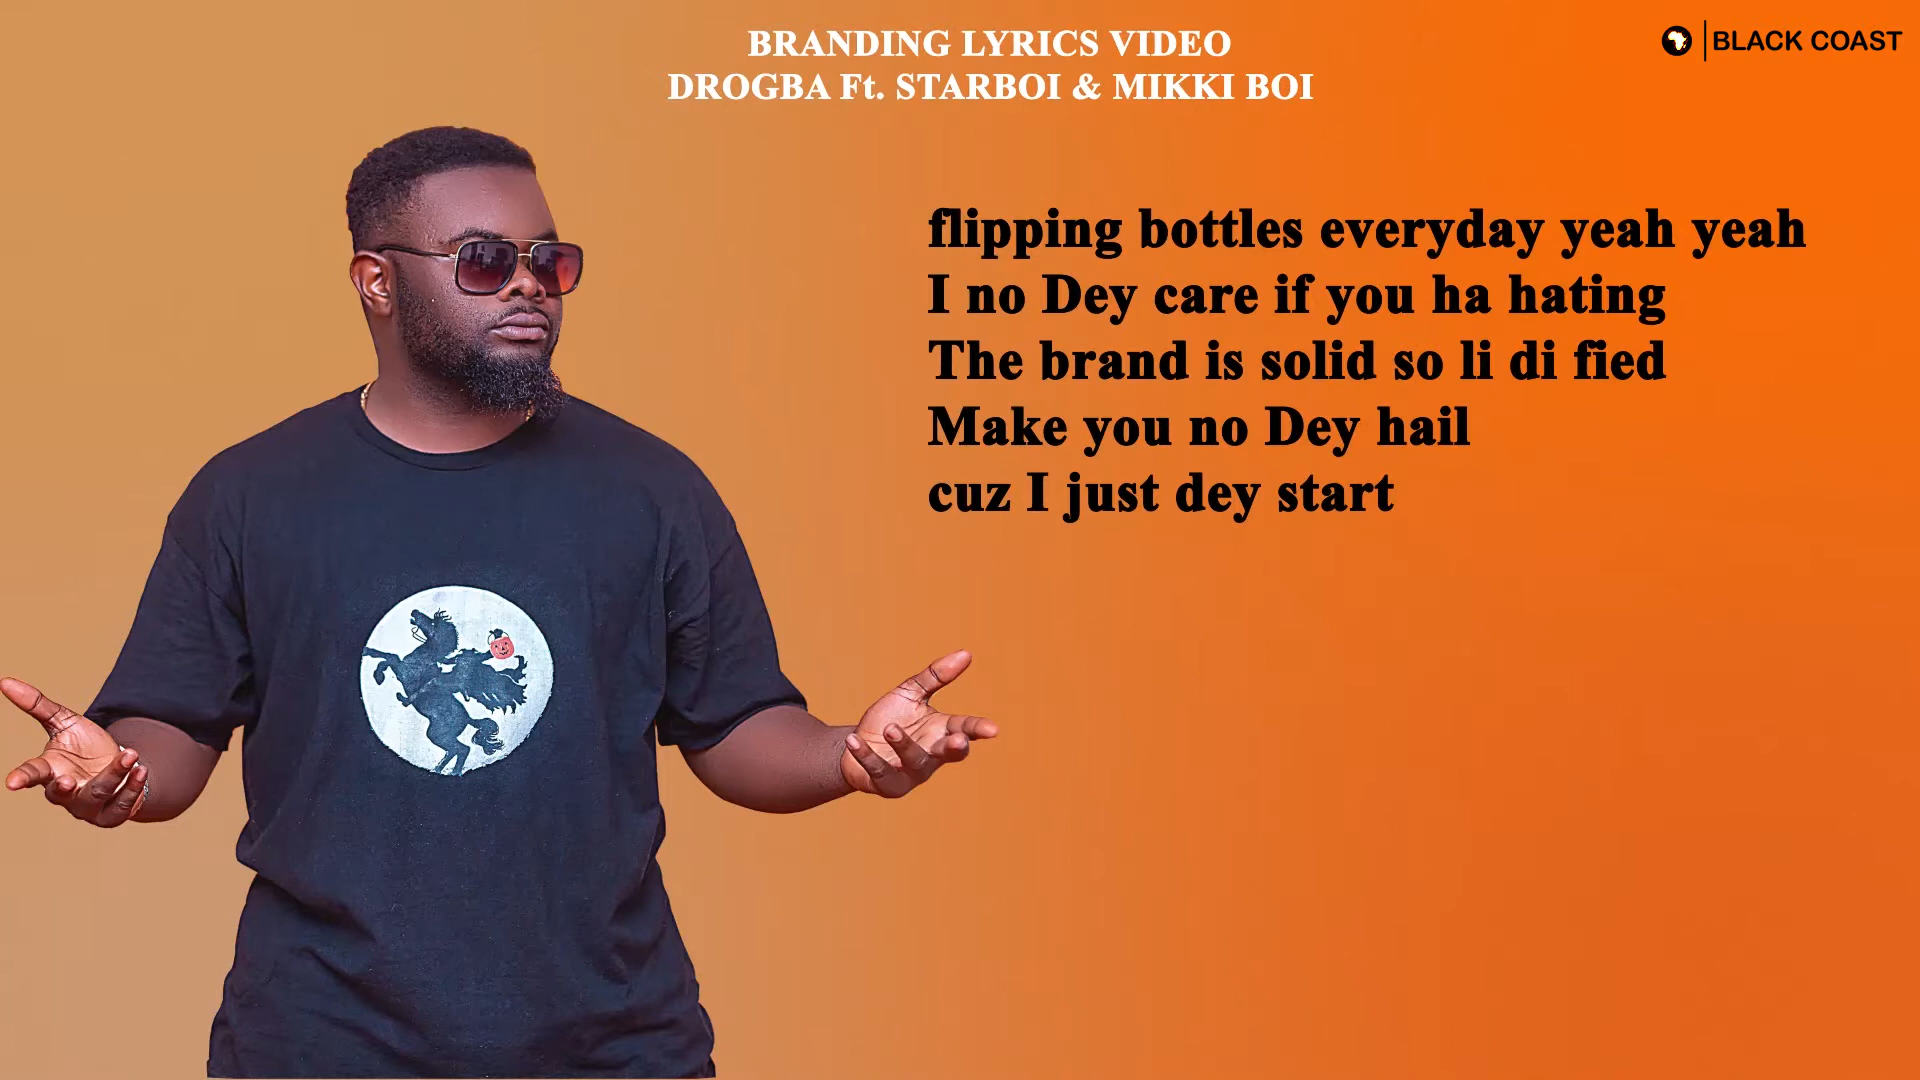 BRANDING LYRICS VIDEO
DROGBA Ft. STARBOI & MIKKI BOI
BLACK COAST
flipping bottles everyday yeah yeah
I no Dey care if you ha hating
The brand is solid so li di fied
Make you no Dey hail
cuz I just dey start